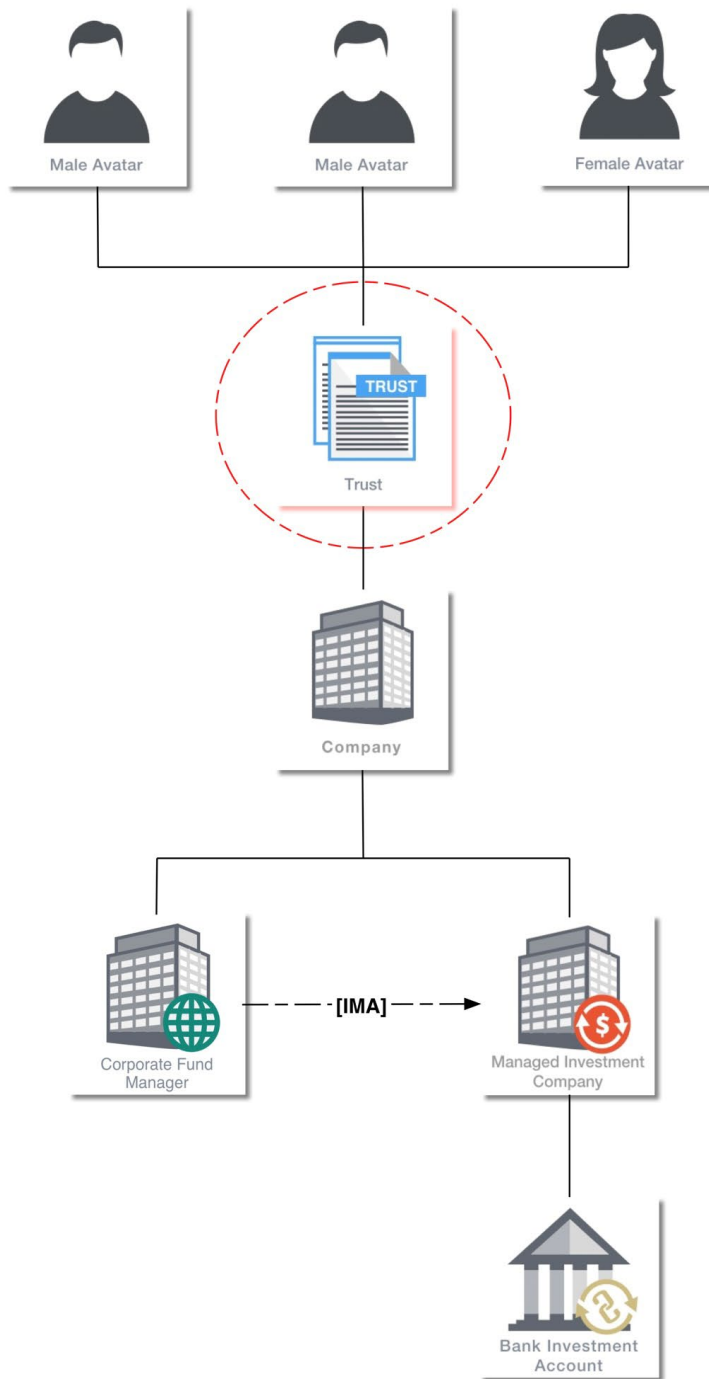 Male Avatar
Male Avatar
Female Avatar
TRUST
Trust
Company
[IMA]
Corporate Fund
Manager
Managed Investment
Company
$
Bank Investment
Account